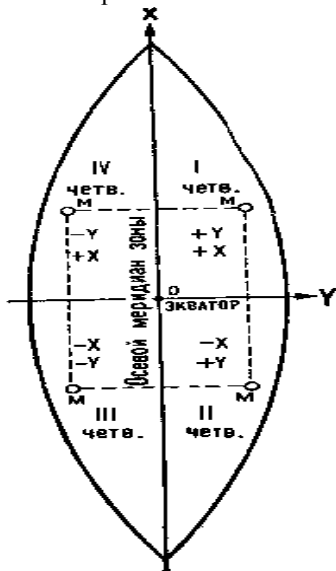 X
IV
четв.
I
четв.
М
М
–Y
+X
+Y
+X
Осевой меридиан зоны
O
ЭКВАТОР
Y
–X
–Y
–X
+Y
М
М
III
четв.
II
четв.